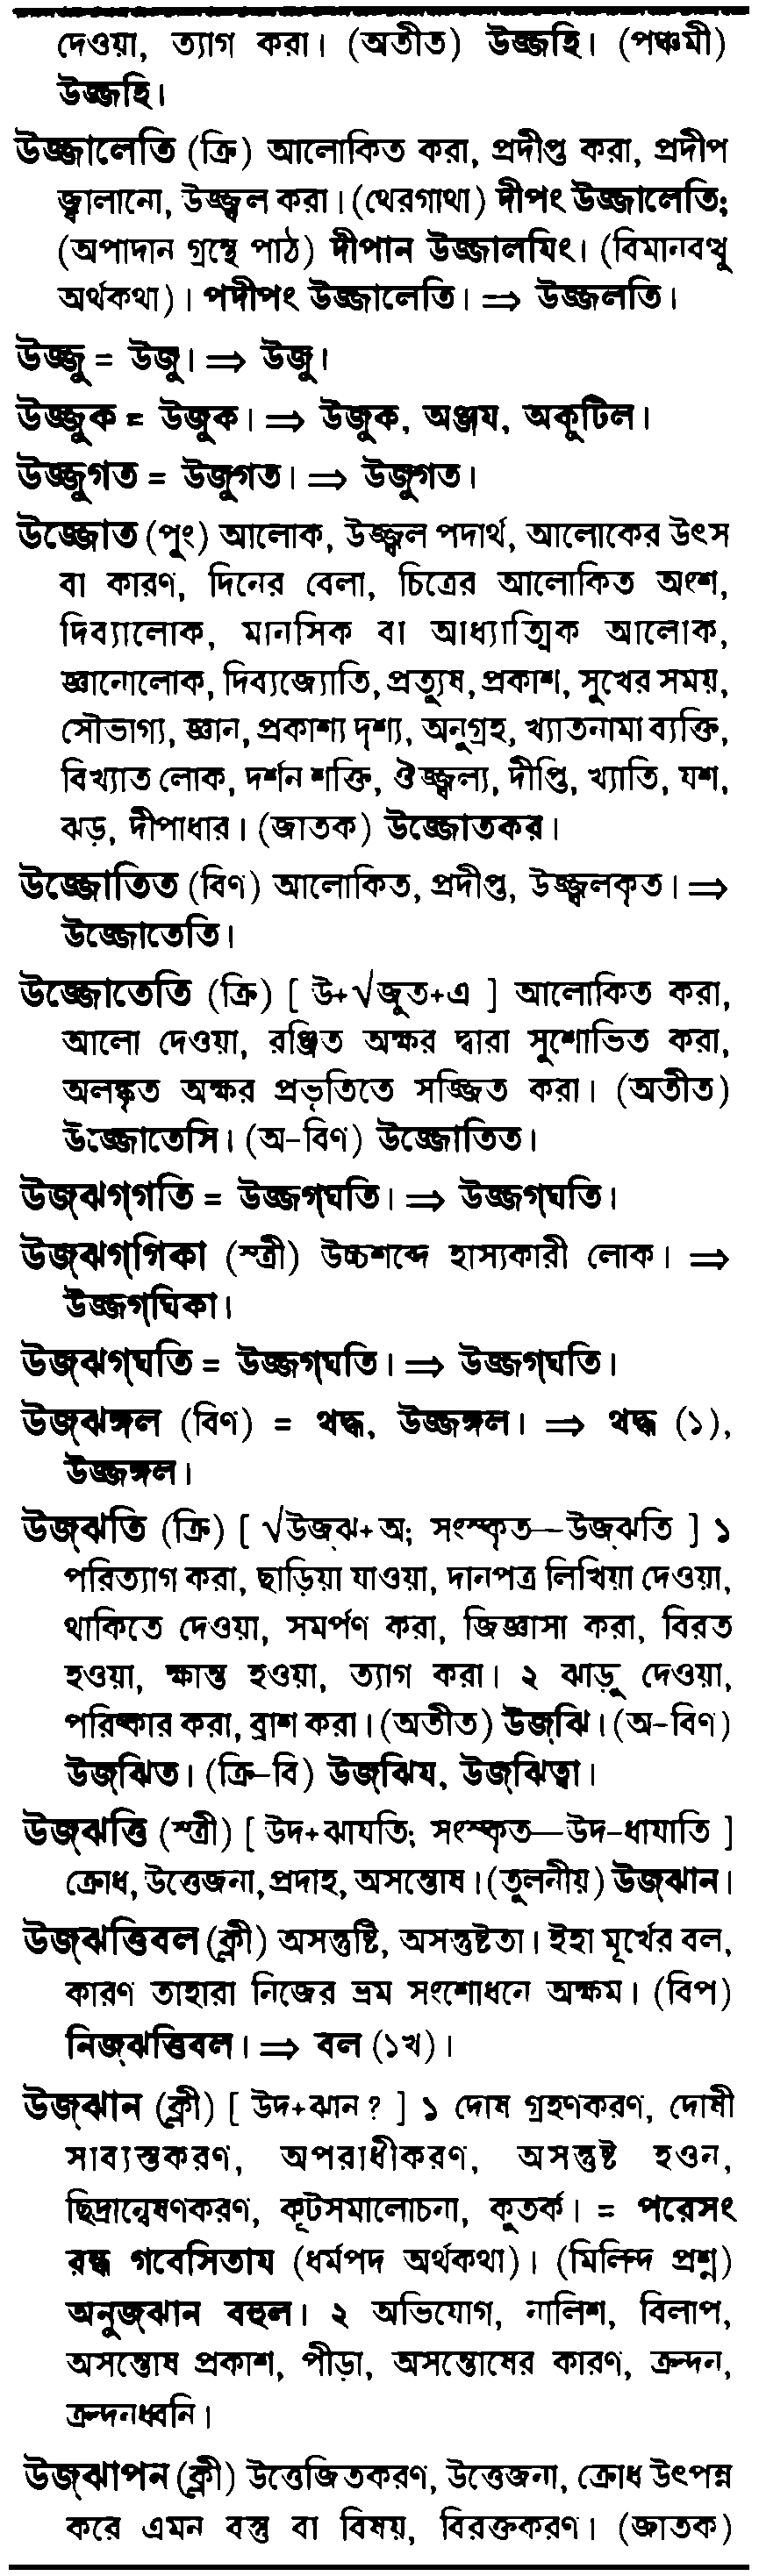 দেওয়া, ত্যাগ করা। (অতীত) উজ্জহি। (পঞ্চমী)
উজ্জহি।
উজ্জালেতি (ক্রি) আলোকিত করা, প্রদীপ্ত করা, প্রদীপ
জ্বালানো, উজ্জ্বল করা। (থেরগাথা) দীপং উজ্জালেতি;
(অপাদান গ্রন্থে পাঠ) দীপান উজ্জালযিং। (বিমানবত্থু
অর্থকথা)। পদীপং উজ্জালেতি। ⇒ উজ্জলতি।
উজ্জু = উজু। ⇒ উজু।
উজ্জুক = উজুক। ⇒ উজুক, অঞ্জয, অকুটিল।
উজ্জুগত = উজুগত। ⇒ উজুগত।
উজ্জোত (পুং) আলোক, উজ্জ্বল পদার্থ, আলোকের উৎস
বা কারণ, দিনের বেলা, চিত্রের আলোকিত অংশ,
দিব্যালোক, মানসিক বা আধ্যাত্মিক আলোক,
জ্ঞানোলোক, দিব্যজ্যোতি, প্রত্যুষ, প্রকাশ, সুখের সময়,
সৌভাগ্য, জ্ঞান, প্রকাশ্য দৃশ্য, অনুগ্রহ, খ্যাতনামা ব্যক্তি,
বিখ্যাত লোক, দর্শন শক্তি, ঔজ্জ্বল্য, দীপ্তি, খ্যাতি, যশ,
ঝড়, দীপাধার। (জাতক) উজ্জোতকর।
উজ্জোতিত (বিণ) আলোকিত, প্রদীপ্ত, উজ্জ্বলকৃত। ⇒
উজ্জোতেতি।
উজ্জোতেতি (ক্রি) [ উ+√জুত+এ ] আলোকিত করা,
আলো দেওয়া, রঞ্জিত অক্ষর দ্বারা সুশোভিত করা,
অলঙ্কৃত অক্ষর প্রভৃতিতে সজ্জিত করা। (অতীত)
উজ্জোতেসি। (অ-বিণ) উজ্জোতিত।
উজ্‌ঝগ্‌গতি = উজ্জগ্‌ঘতি। ⇒ উজ্জগ্‌ঘতি।
উজ্‌ঝগ্‌গিকা (স্ত্রী) উচ্চশব্দে হাস্যকারী লোক। ⇒
উজ্জগ্‌ঘিকা।
উজ্‌ঝগ্‌ঘতি = উজ্জগ্‌ঘতি। ⇒ উজ্জগ্‌ঘতি।
উজ্‌ঝঙ্গল (বিণ) = থদ্ধ, উজ্জঙ্গল। ⇒ থদ্ধ (১),
উজ্জঙ্গল।
উজ্‌ঝতি (ক্রি) [ √উজ্‌ঝ+অ; সংস্কৃত—উজ্‌ঝতি ] ১
পরিত্যাগ করা, ছাড়িয়া যাওয়া, দানপত্র লিখিয়া দেওয়া,
থাকিতে দেওয়া, সমর্পণ করা, জিজ্ঞাসা করা, বিরত
হওয়া, ক্ষান্ত হওয়া, ত্যাগ করা। ২ ঝাড়ু দেওয়া,
পরিষ্কার করা, ব্রাশ করা। (অতীত) উজ্‌ঝি। (অ-বিণ)
উজ্‌ঝিত। (ক্রি-বি) উজ্‌ঝিয, উজ্‌ঝিত্বা।
উজ্‌ঝত্তি (স্ত্রী) [ উদ+ঝাযতি; সংস্কৃত—উদ-ধাযাতি ]
ক্রোধ, উত্তেজনা, প্রদাহ, অসন্তোষ। (তুলনীয়) উজ্‌ঝান।
উজ্‌ঝত্তিবল (ক্লী) অসন্তুষ্টি, অসন্তুষ্টতা। ইহা মূর্খের বল,
কারণ তাহারা নিজের ভ্রম সংশোধনে অক্ষম। (বিপ)
নিজ্‌ঝত্তিবল। ⇒ বল (১খ)।
উজ্‌ঝান (ক্লী) [ উদ+ঝান ? ] ১ দোষ গ্রহণকরণ, দোষী
সাব্যস্তকরণ, অপরাধীকরণ, অসন্তুষ্ট হওন,
ছিদ্রান্বেষণকরণ, কূটসমালোচনা, কুতর্ক। = পরেসং
রন্ধ গবেসিতায (ধর্মপদ অর্থকথা)। (মিলিন্দ প্রশ্ন)
অনুজ্‌ঝান বহুল। ২ অভিযোগ, নালিশ, বিলাপ,
অসন্তোষ প্রকাশ, পীড়া, অসন্তোষের কারণ, ক্রন্দন,
ক্রন্দনধ্বনি।
উজ্‌ঝাপন (ক্লী) উত্তেজিতকরণ, উত্তেজনা, ক্রোধ উৎপন্ন
করে এমন বস্তু বা বিষয়, বিরক্তকরণ। (জাতক)